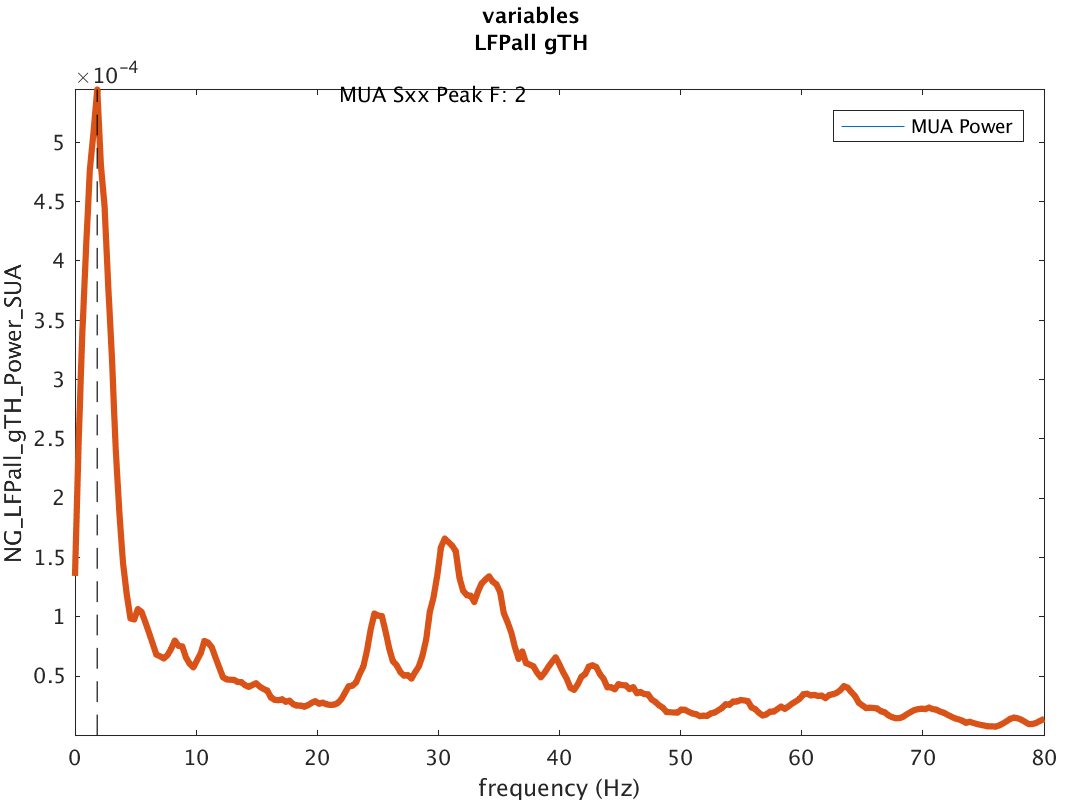 variables
LFPall gTH
×10⁻⁴
MUA Sxx Peak F: 2
MUA Power
5
4.5
4
3.5
3
2.5
2
1.5
1
0.5
NG_LFPall_gTH_Power_SUA
0 10 20 30 40 50 60 70 80
frequency (Hz)